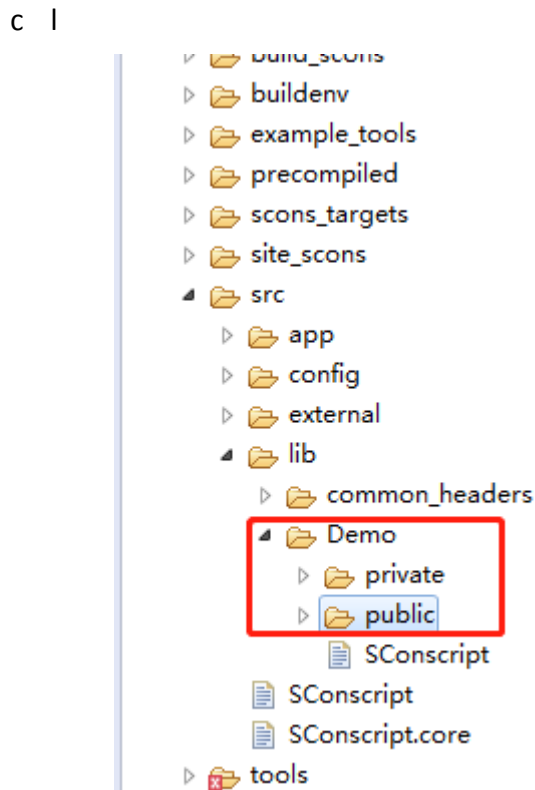 c l
build_scons
buildenv
example_tools
precompiled
scons_targets
site_scons
src
app
config
external
lib
common_headers
Demo
private
public
SConscript
SConscript
SConscript.core
tools